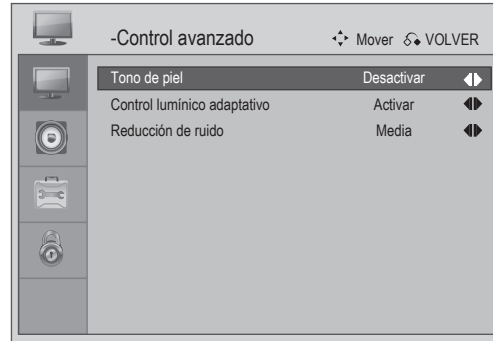 -Control avanzado Mover VOLVER
Tono de piel Desactivar
Control lumínico adaptativo Activar
Reducción de ruido Media